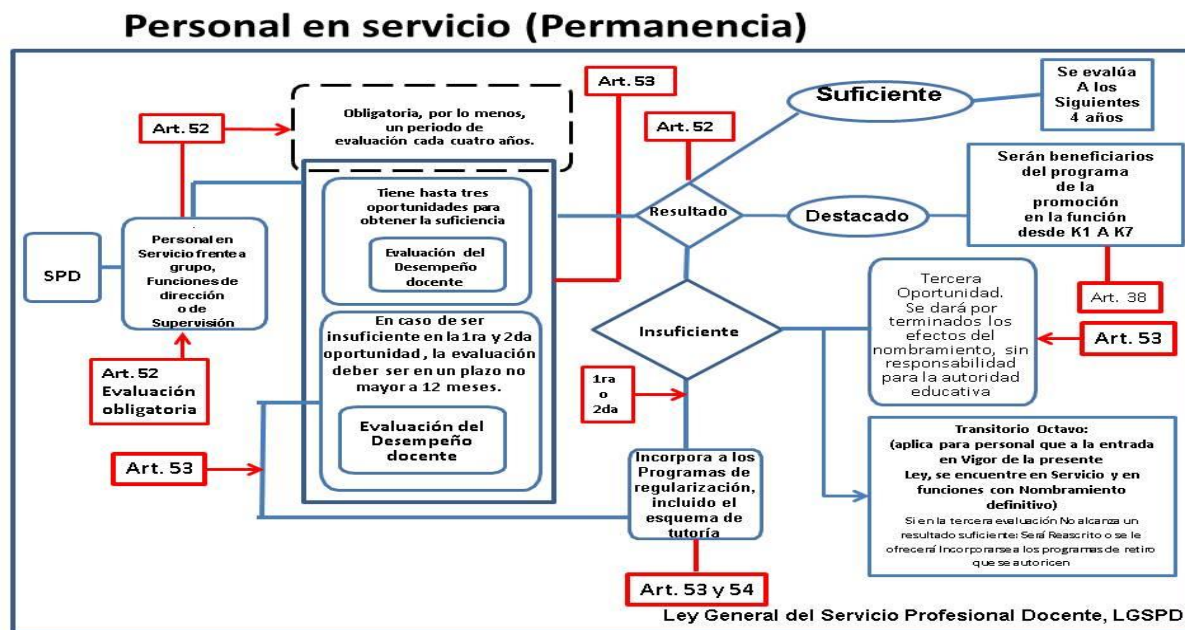 Personal en servicio (Permanencia)
Art. 52
Obligatoria, por lo menos,
un periodo de
evaluación cada cuatro años.
Art. 53
Art. 52
Suficiente
Se evalúa
A los
Siguientes
4 años
SPD
Personal en
Servicio frente a
grupo,
Funciones de
dirección
o de
Supervisión
Tiene hasta tres
oportunidades para
obtener la suficiencia
Evaluación del
Desempeño
docente
Resultado
Destacado
Serán beneficiarios
del programa
de la
promoción
en la función
desde K1 A K7
Art. 38
Art. 52
Evaluación
obligatoria
En caso de ser
insuficiente en la 1ra y 2da
oportunidad, la evaluación
deber ser en un plazo no
mayor a 12 meses.
Evaluación del
Desempeño
docente
Art. 53
Insuficiente
1ra
o
2da
Tercera
Oportunidad.
Se dará por
terminados los
efectos del
nombramiento, sin
responsabilidad
para la autoridad
educativa
Art. 53
Incorpora a los
Programas de
regularización,
incluido el
esquema de
tutoría
Art. 53 y 54
Transitorio Octavo:
(aplica para personal que a la entrada
en Vigor de la presente
Ley, se encuentre en Servicio y en
funciones con Nombramiento
definitivo)
Si en la tercera evaluación No alcanza un
resultado suficiente: Será Reascrito o se le
ofrecerá Incorporarse a los programas de retiro
que se autoricen
Ley General del Servicio Profesional Docente, LGSPD